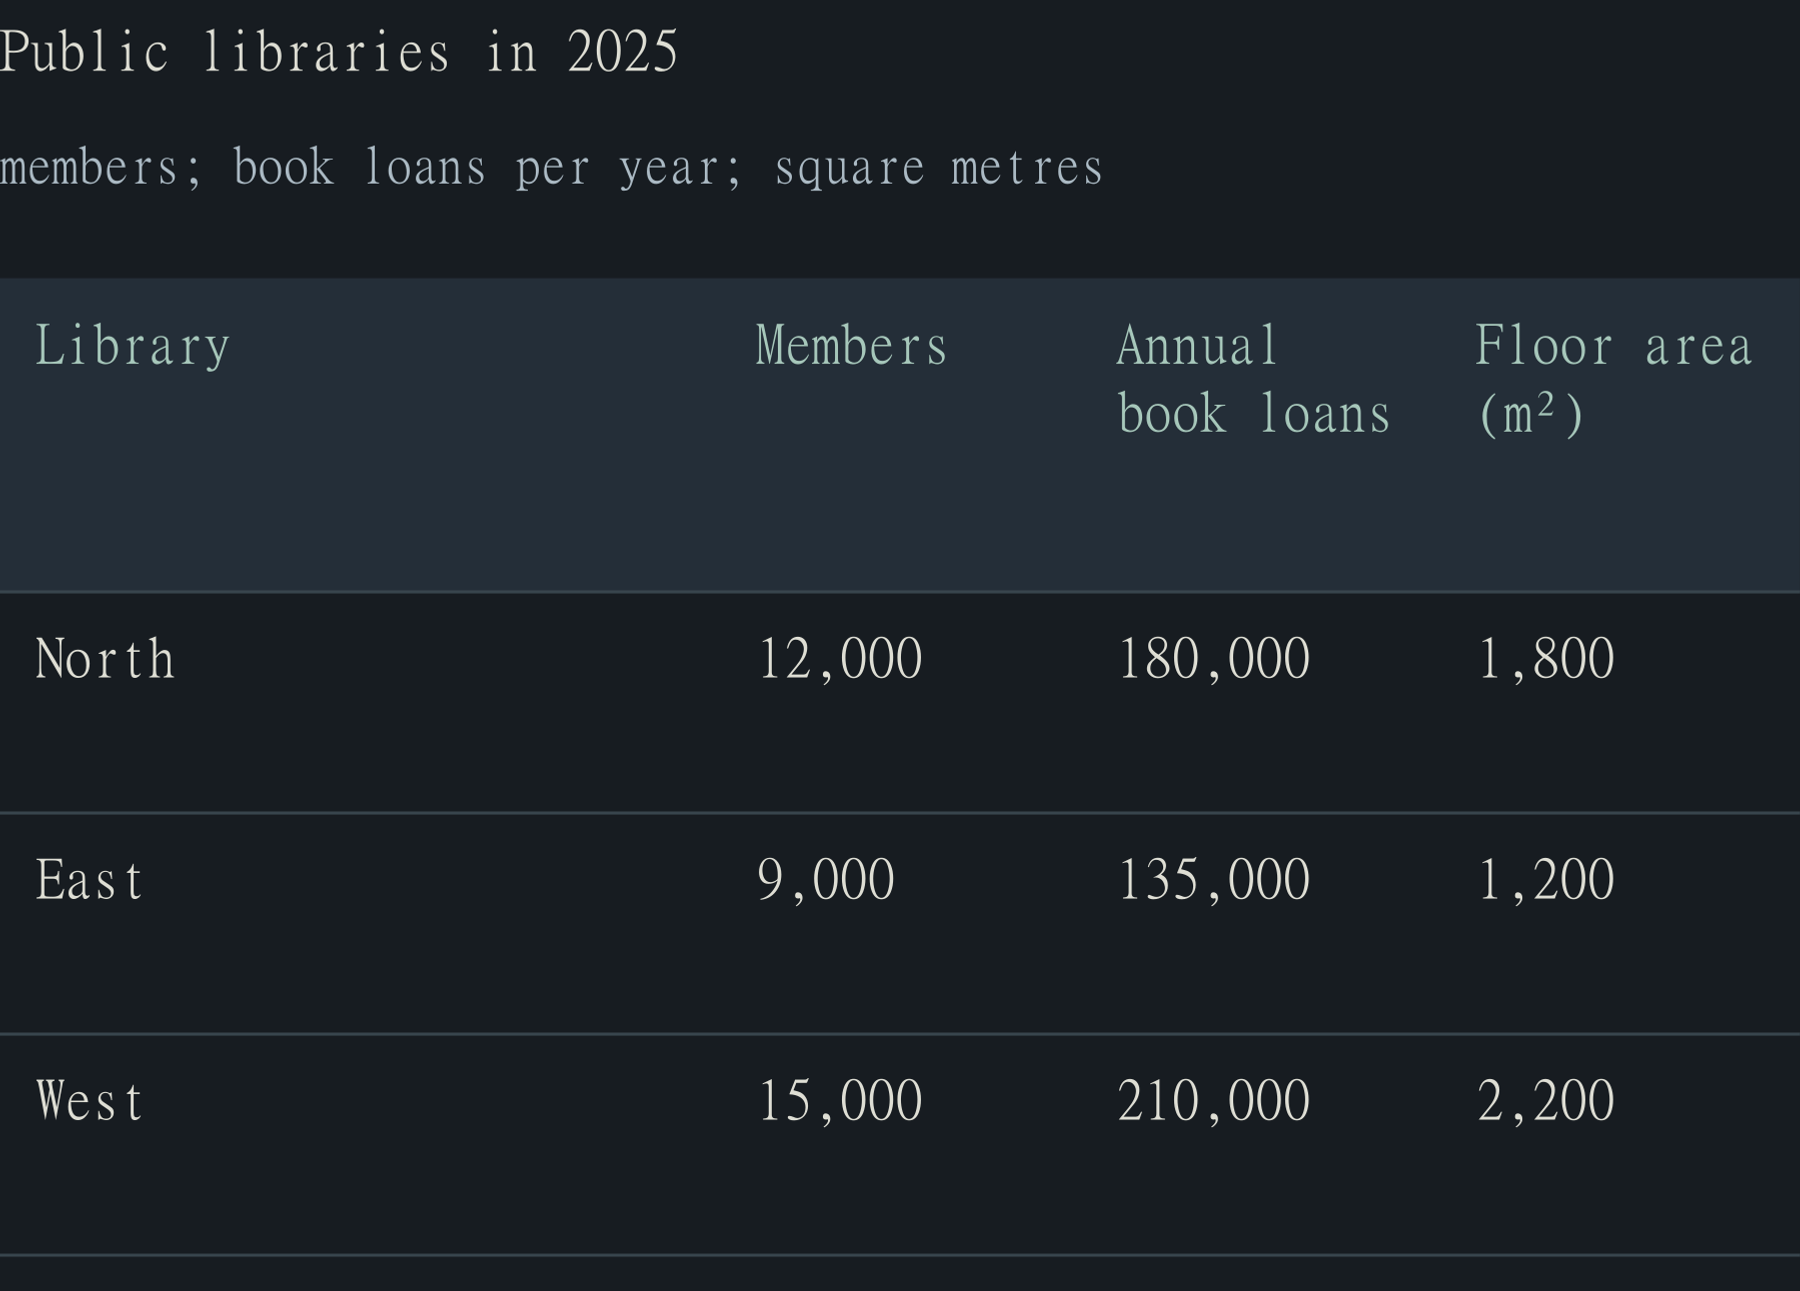 Public libraries in 2025
members; book loans per year; square metres
Library Members Annual book loans Floor area (m²)
North 12,000 180,000 1,800
East 9,000 135,000 1,200
West 15,000 210,000 2,200